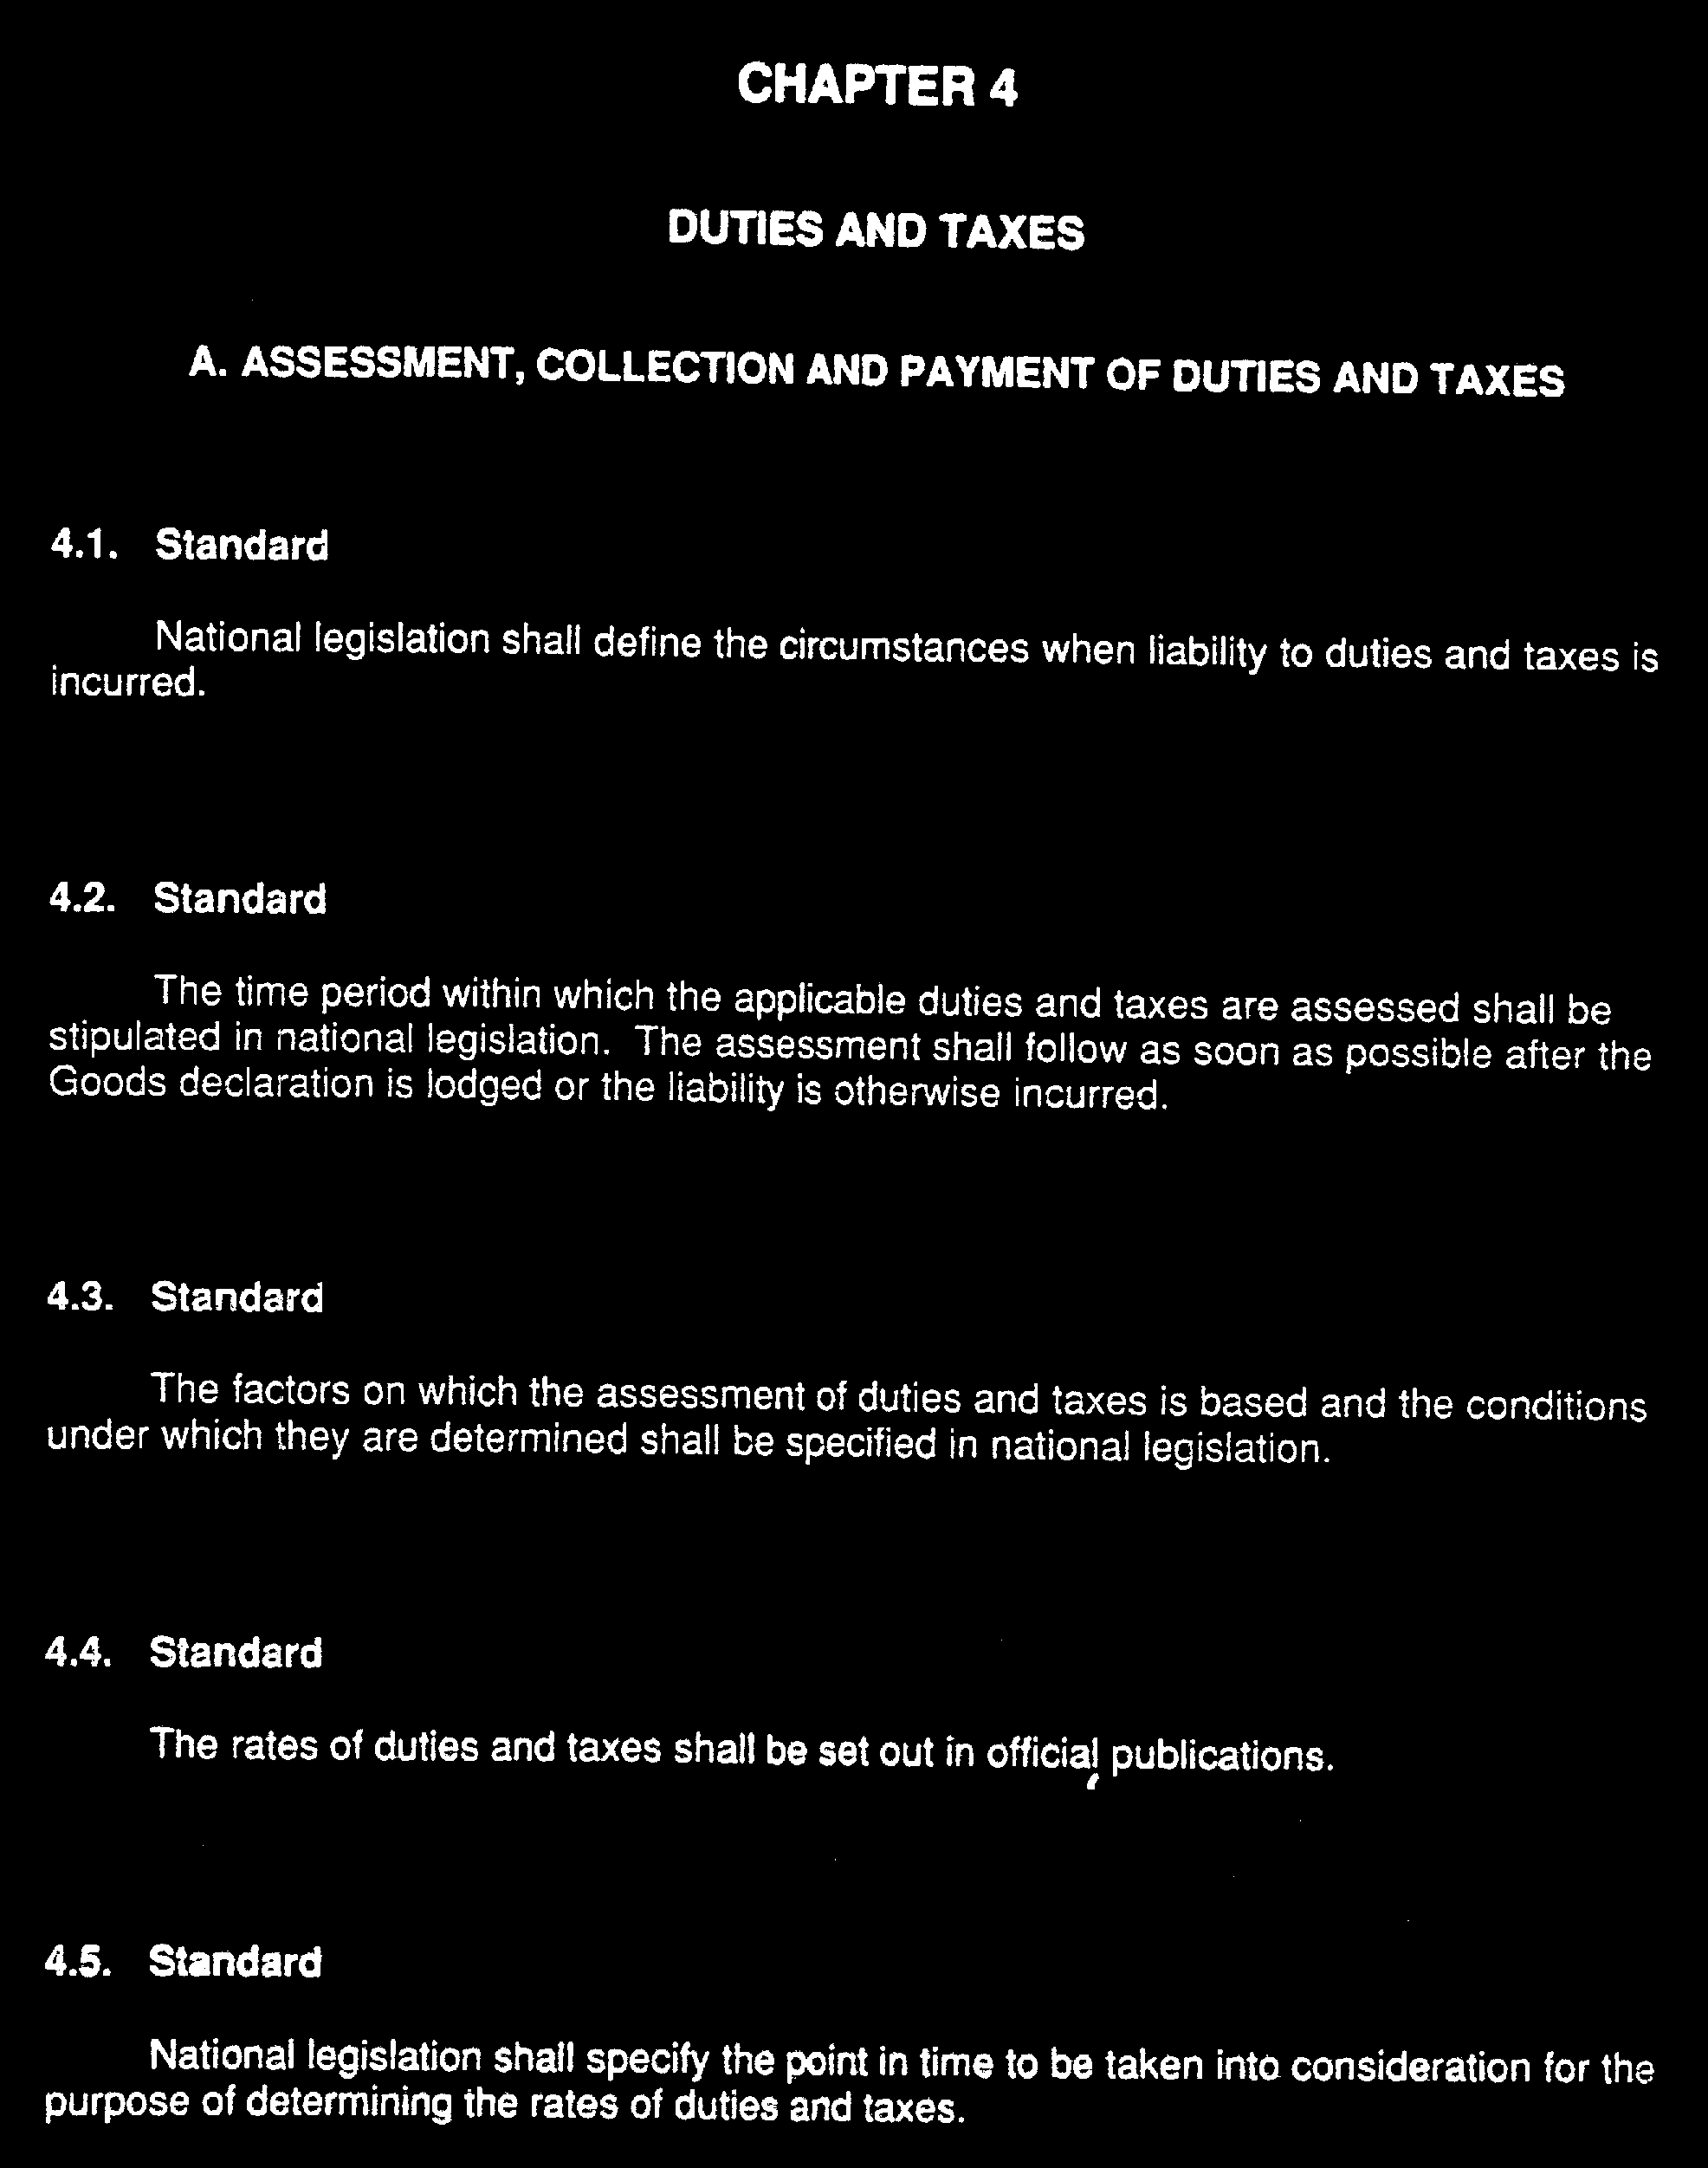 CHAPTER 4
DUTIES AND TAXES
A. ASSESSMENT, COLLECTION AND PAYMENT OF DUTIES AND TAXES
4.1. Standard
National legislation shall define the circumstances when liability to duties and taxes is
incurred.
4.2. Standard
The time period within which the applicable duties and taxes are assessed shall be
stipulated in national legislation. The assessment shall follow as soon as possible after the
Goods declaration is lodged or the liability is otherwise incurred.
4.3. Standard
The factors on which the assessment of duties and taxes is based and the conditions
under which they are determined shall be specified in national legislation.
4.4. Standard
The rates of duties and taxes shall be set out in official publications.
4.5. Standard
National legislation shall specify the point in time to be taken into consideration for the
purpose of determining the rates of duties and taxes.